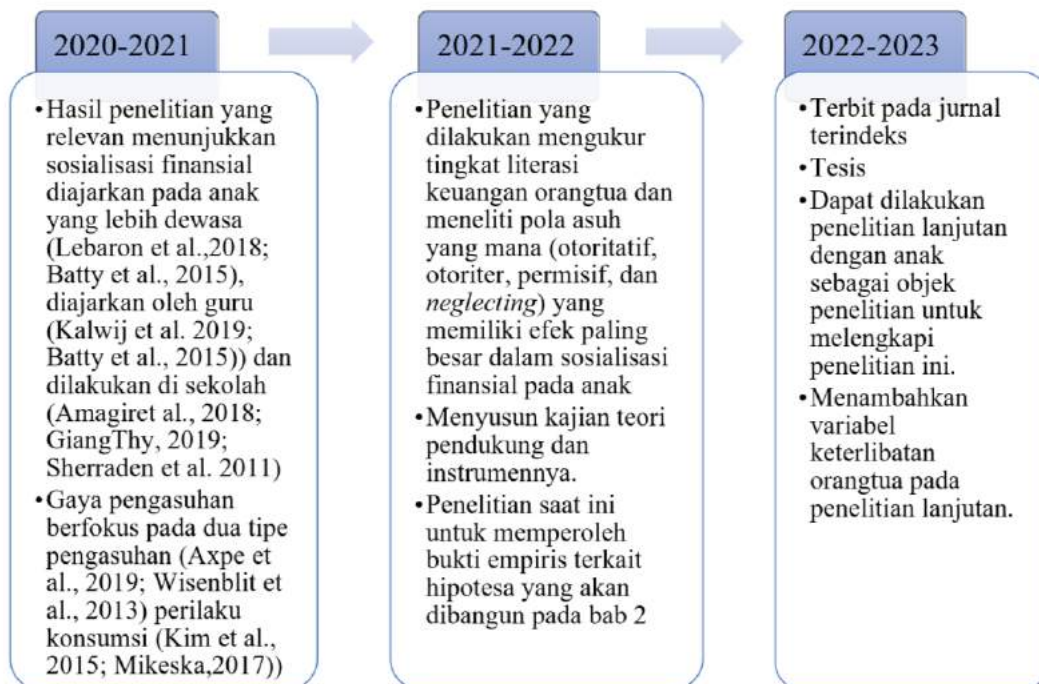 2020-2021
•Hasil penelitian yang
relevan menunjukkan
sosialisasi finansial
diajarkan pada anak
yang lebih dewasa
(Lebaron et al.,2018;
Batty et al., 2015),
diajarkan oleh guru
(Kalwij et al. 2019;
Batty et al., 2015)) dan
dilakukan di sekolah
(Amagiret al., 2018;
GiangThy, 2019;
Sherraden et al. 2011)
•Gaya pengasuhan
berfokus pada dua tipe
pengasuhan (Axpe et
al., 2019; Wisenblit et
al., 2013) perilaku
konsumsi (Kim et al.,
2015; Mikeska,2017))
2021-2022
•Penelitian yang
dilakukan mengukur
tingkat literasi
keuangan orangtua dan
meneliti pola asuh
yang mana (otoritatif,
otoriter, permisif, dan
neglecting) yang
memiliki efek paling
besar dalam sosialisasi
finansial pada anak
•Menyusun kajian teori
pendukung dan
instrumennya.
•Penelitian saat ini
untuk memperoleh
bukti empiris terkait
hipotesa yang akan
dibangun pada bab 2
2022-2023
•Terbit pada jurnal
terindeks
•Tesis
•Dapat dilakukan
penelitian lanjutan
dengan anak
sebagai objek
penelitian untuk
melengkapi
penelitian ini.
•Menambahkan
variabel
keterlibatan
orangtua pada
penelitian lanjutan.